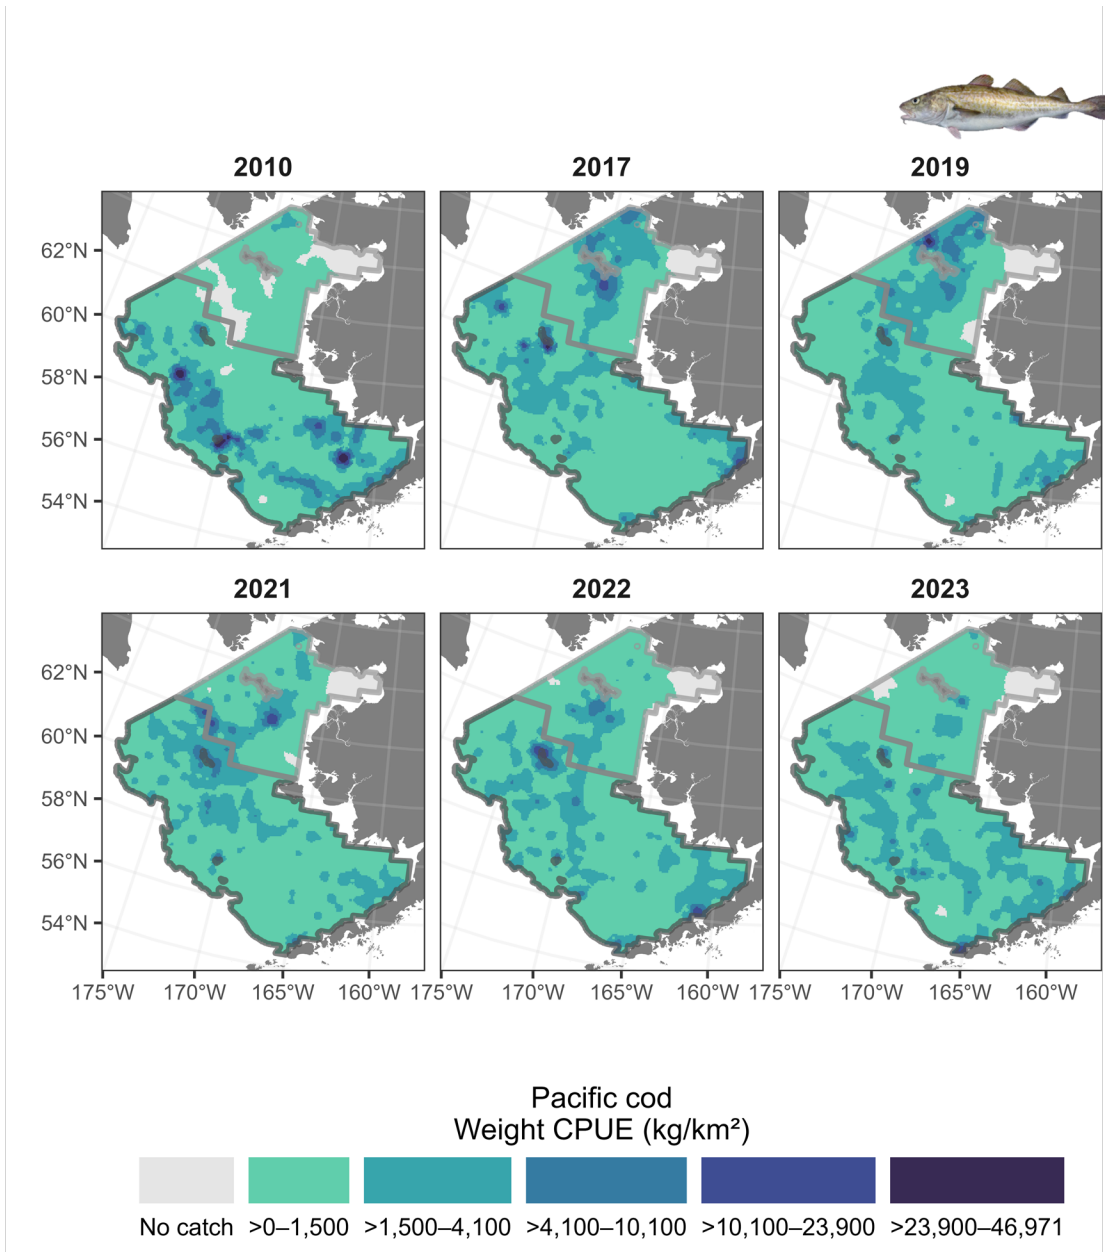 2010 2017 2019
62°N
60°N
58°N
56°N
54°N
2021 2022 2023
62°N
60°N
58°N
56°N
54°N
175°W 170°W 165°W 160°W 175°W 170°W 165°W 160°W 175°W 170°W 165°W 160°W
Pacific cod
Weight CPUE (kg/km²)
No catch >0–1,500 >1,500–4,100 >4,100–10,100 >10,100–23,900 >23,900–46,971